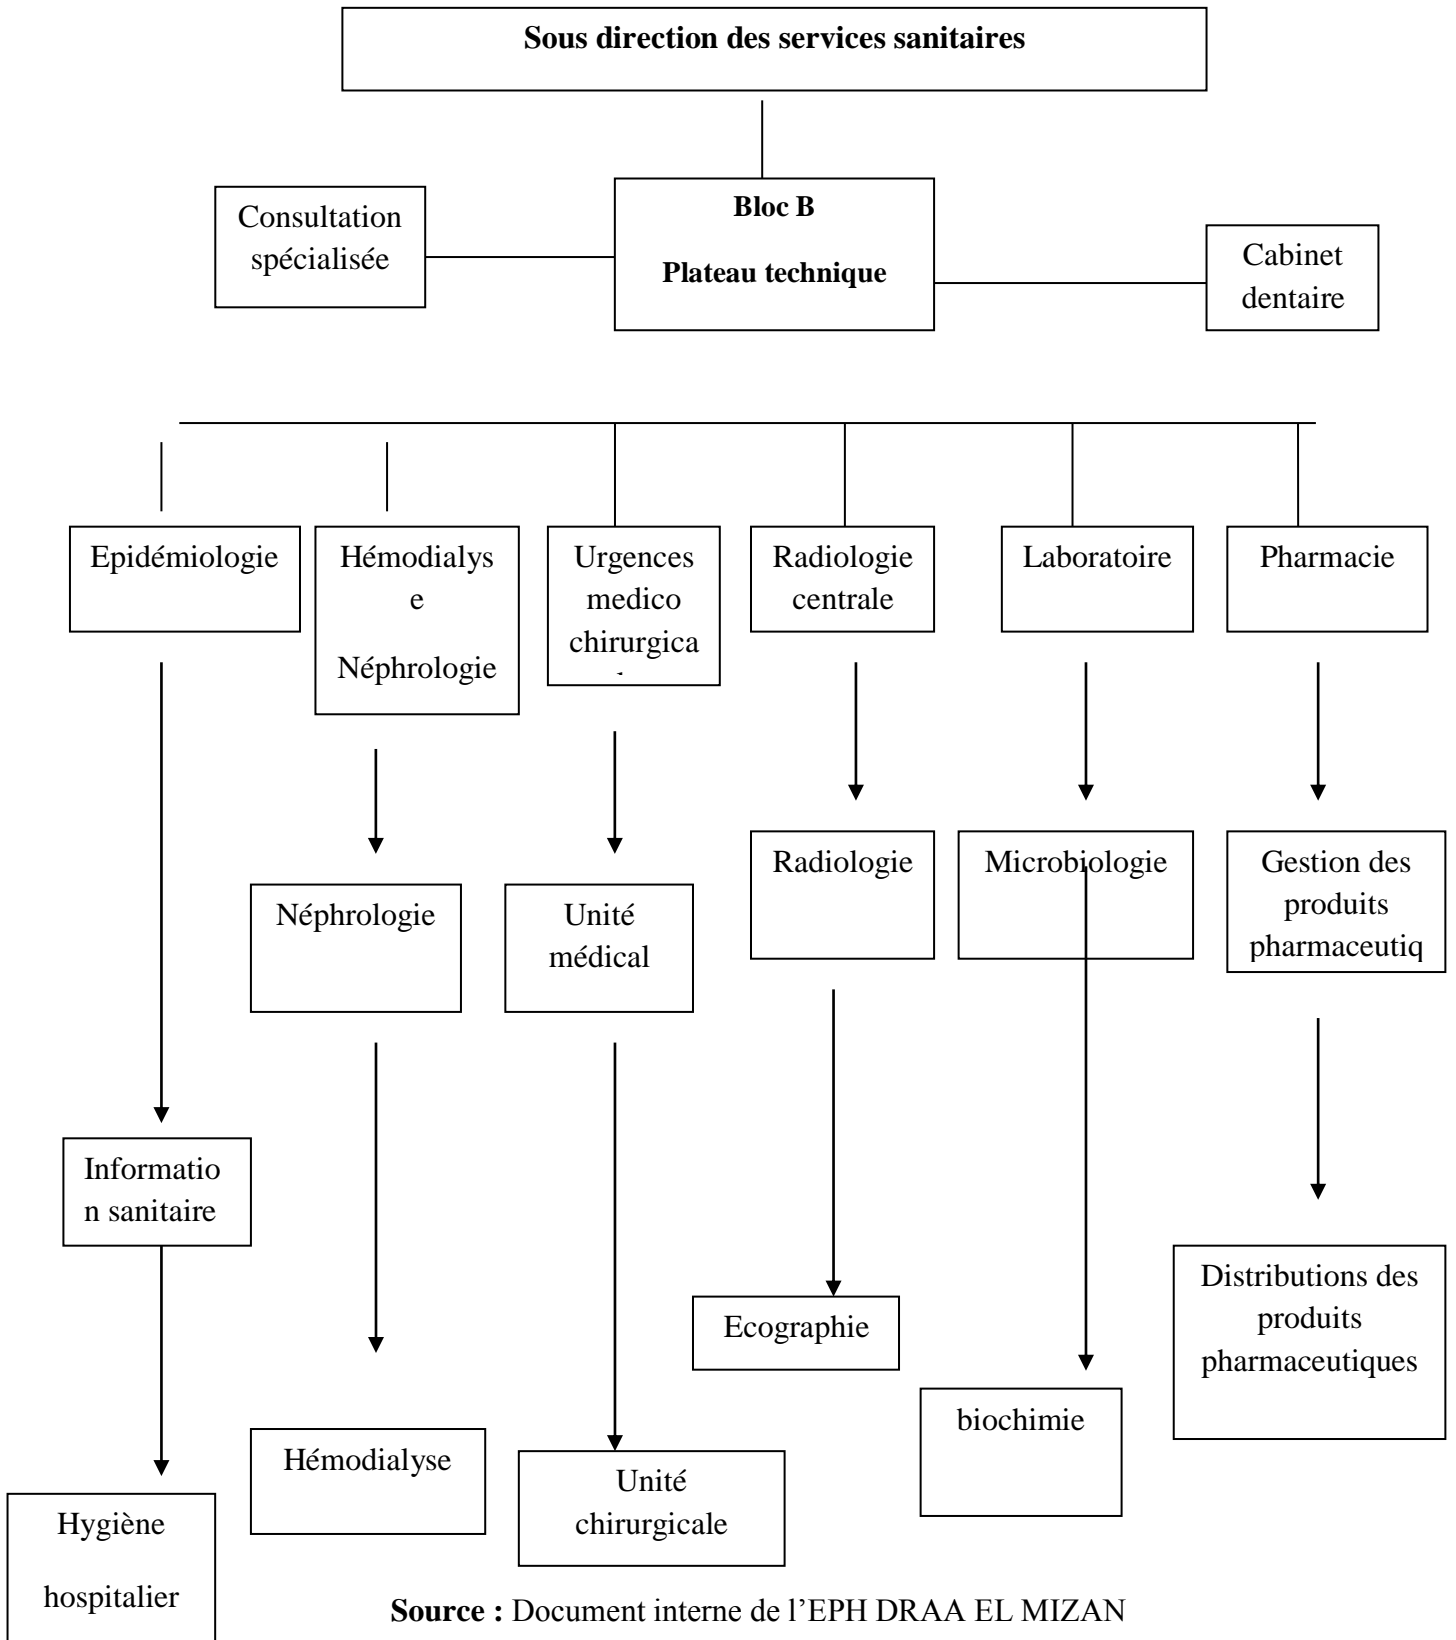 Sous direction des services sanitaires
Bloc B
Plateau technique
Consultation
spécialisée
Cabinet
dentaire
Epidémiologie
Hémodialys
e
Néphrologie
Urgences
medico
chirurgica
Radiologie
centrale
Laboratoire
Pharmacie
Néphrologie
Unité
médical
Radiologie
Microbiologie
Gestion des
produits
pharmaceutiq
Informatio
n sanitaire
Ecographie
Distributions des
produits
pharmaceutiques
biochimie
Hémodialyse
Unité
chirurgicale
Hygiène
hospitalier
Source : Document interne de l’EPH DRAA EL MIZAN